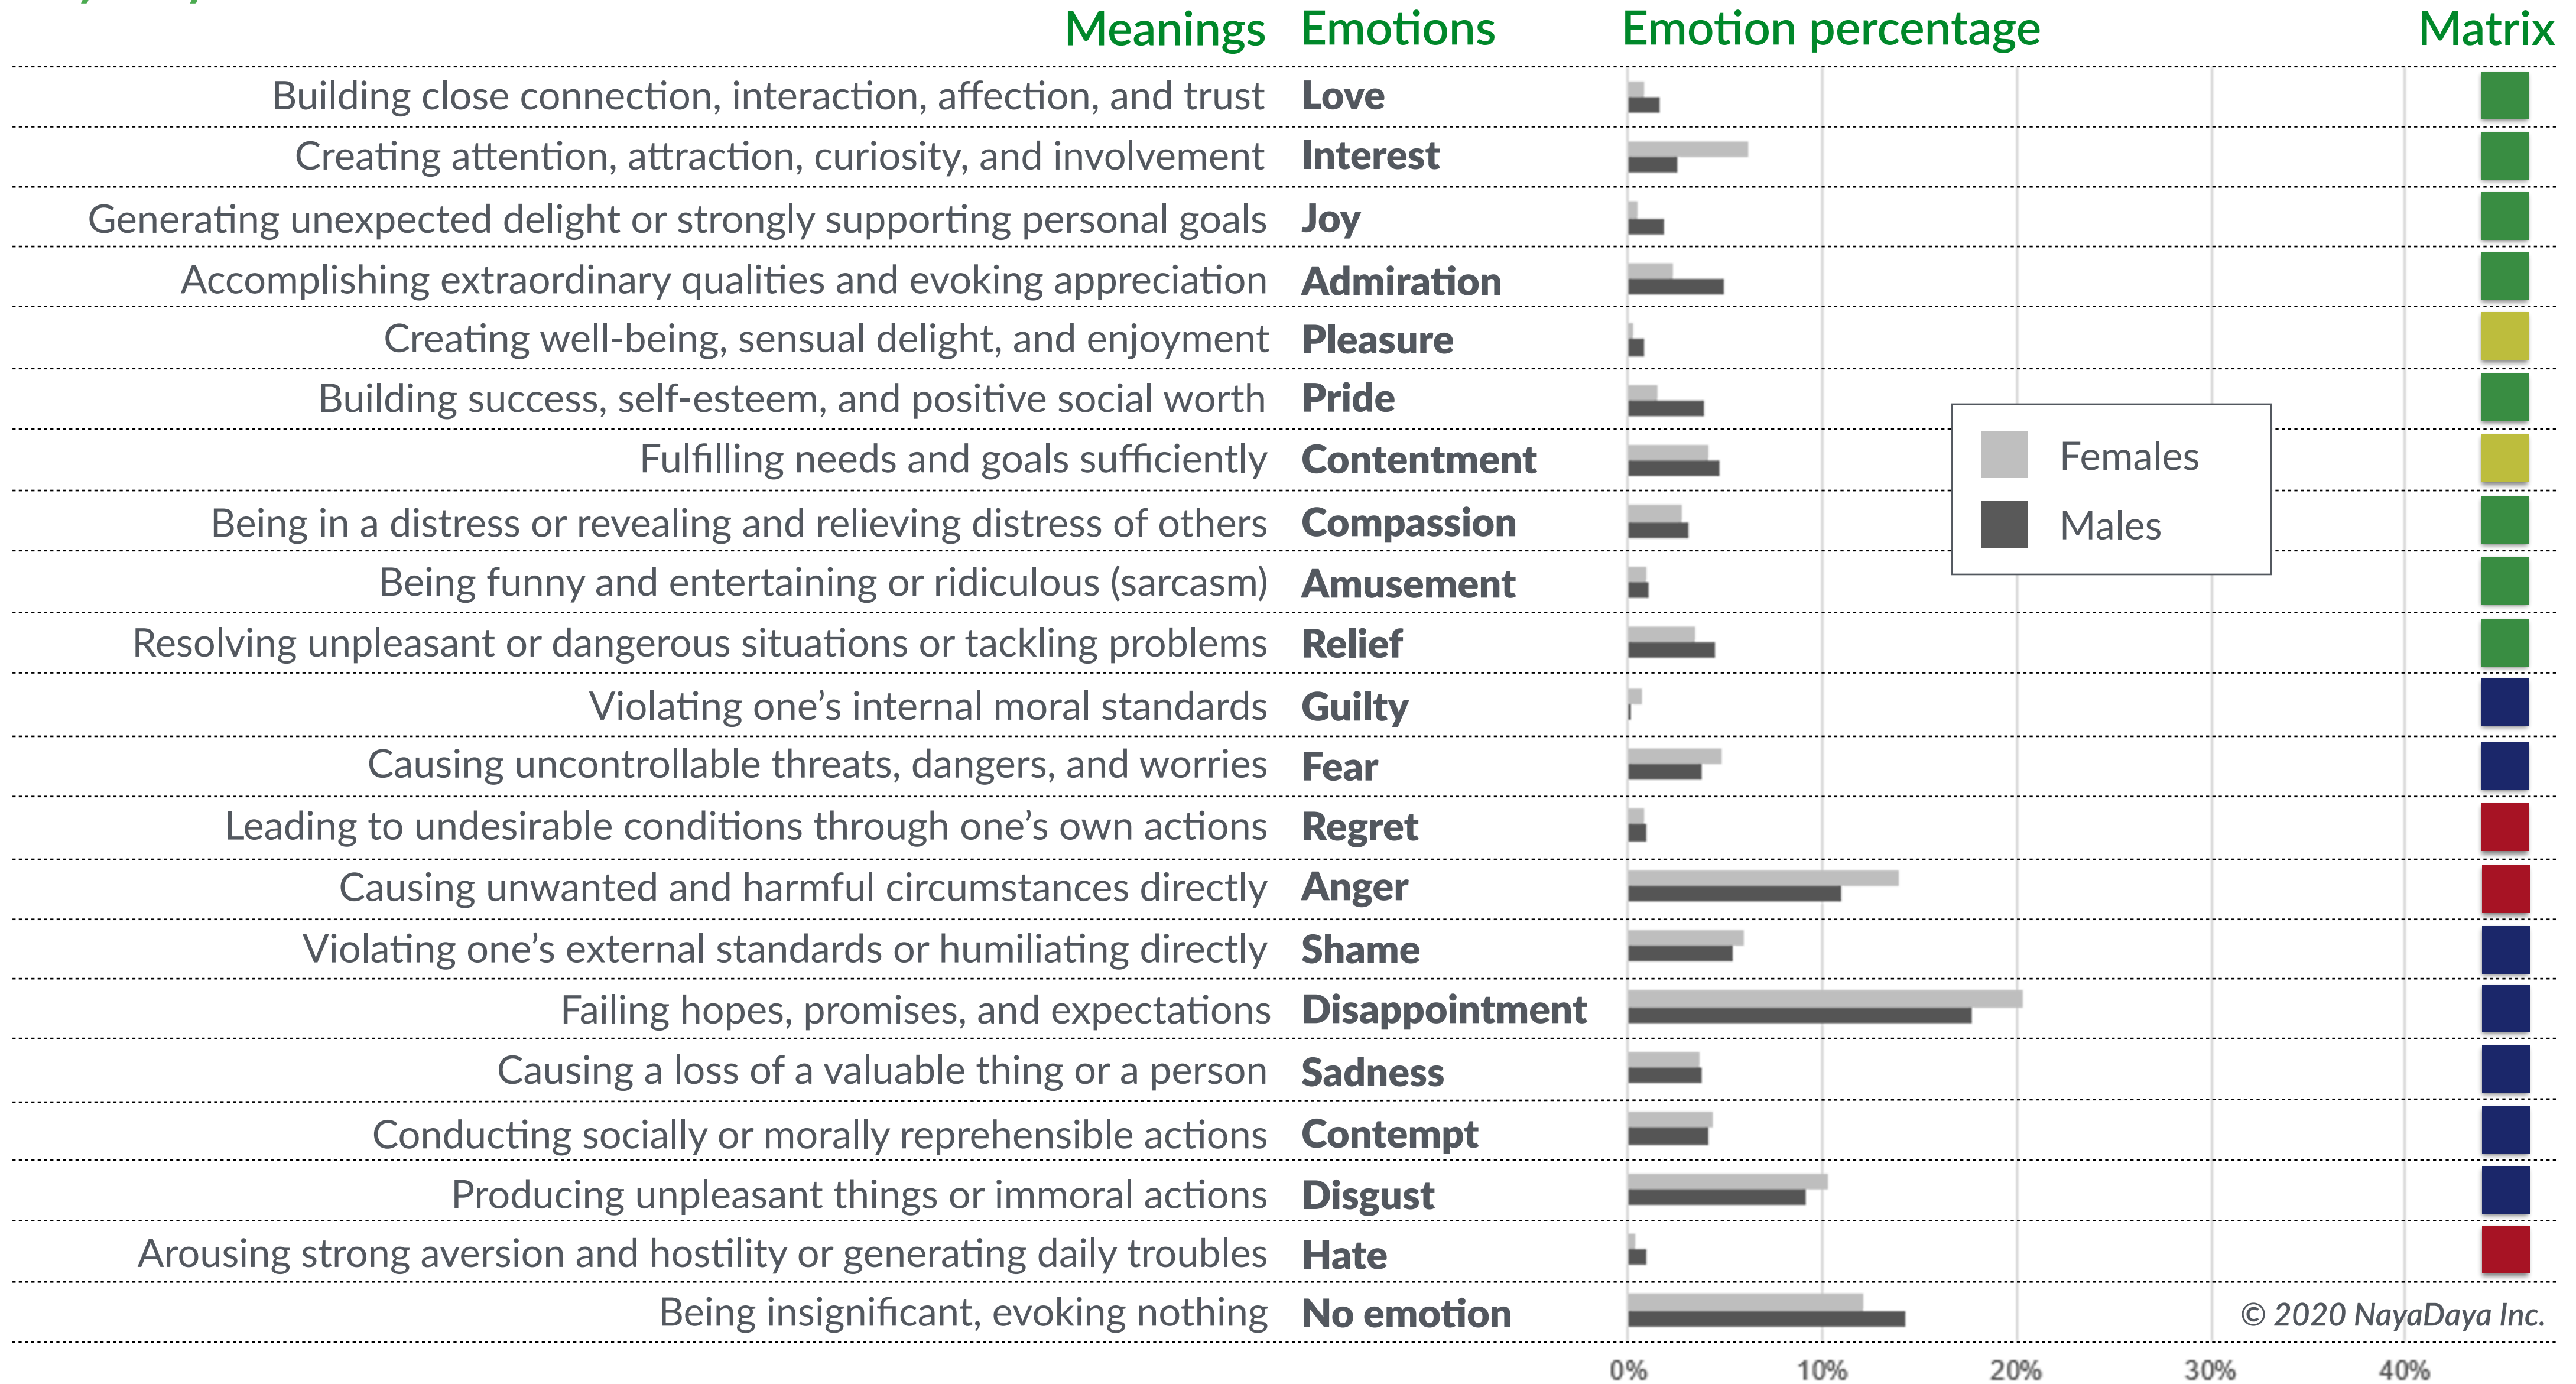 Meanings Emotions Emotion percentage Matrix
Building close connection, interaction, affection, and trust Love
Creating attention, attraction, curiosity, and involvement Interest
Generating unexpected delight or strongly supporting personal goals Joy
Accomplishing extraordinary qualities and evoking appreciation Admiration
Creating well-being, sensual delight, and enjoyment Pleasure
Building success, self-esteem, and positive social worth Pride
Fulfilling needs and goals sufficiently Contentment
Females
Being in a distress or revealing and relieving distress of others Compassion
Males
Being funny and entertaining or ridiculous (sarcasm) Amusement
Resolving unpleasant or dangerous situations or tackling problems Relief
Violating one’s internal moral standards Guilty
Causing uncontrollable threats, dangers, and worries Fear
Leading to undesirable conditions through one’s own actions Regret
Causing unwanted and harmful circumstances directly Anger
Violating one’s external standards or humiliating directly Shame
Failing hopes, promises, and expectations Disappointment
Causing a loss of a valuable thing or a person Sadness
Conducting socially or morally reprehensible actions Contempt
Producing unpleasant things or immoral actions Disgust
Arousing strong aversion and hostility or generating daily troubles Hate
Being insignificant, evoking nothing No emotion
© 2020 NayaDaya Inc.
0% 10% 20% 30% 40%